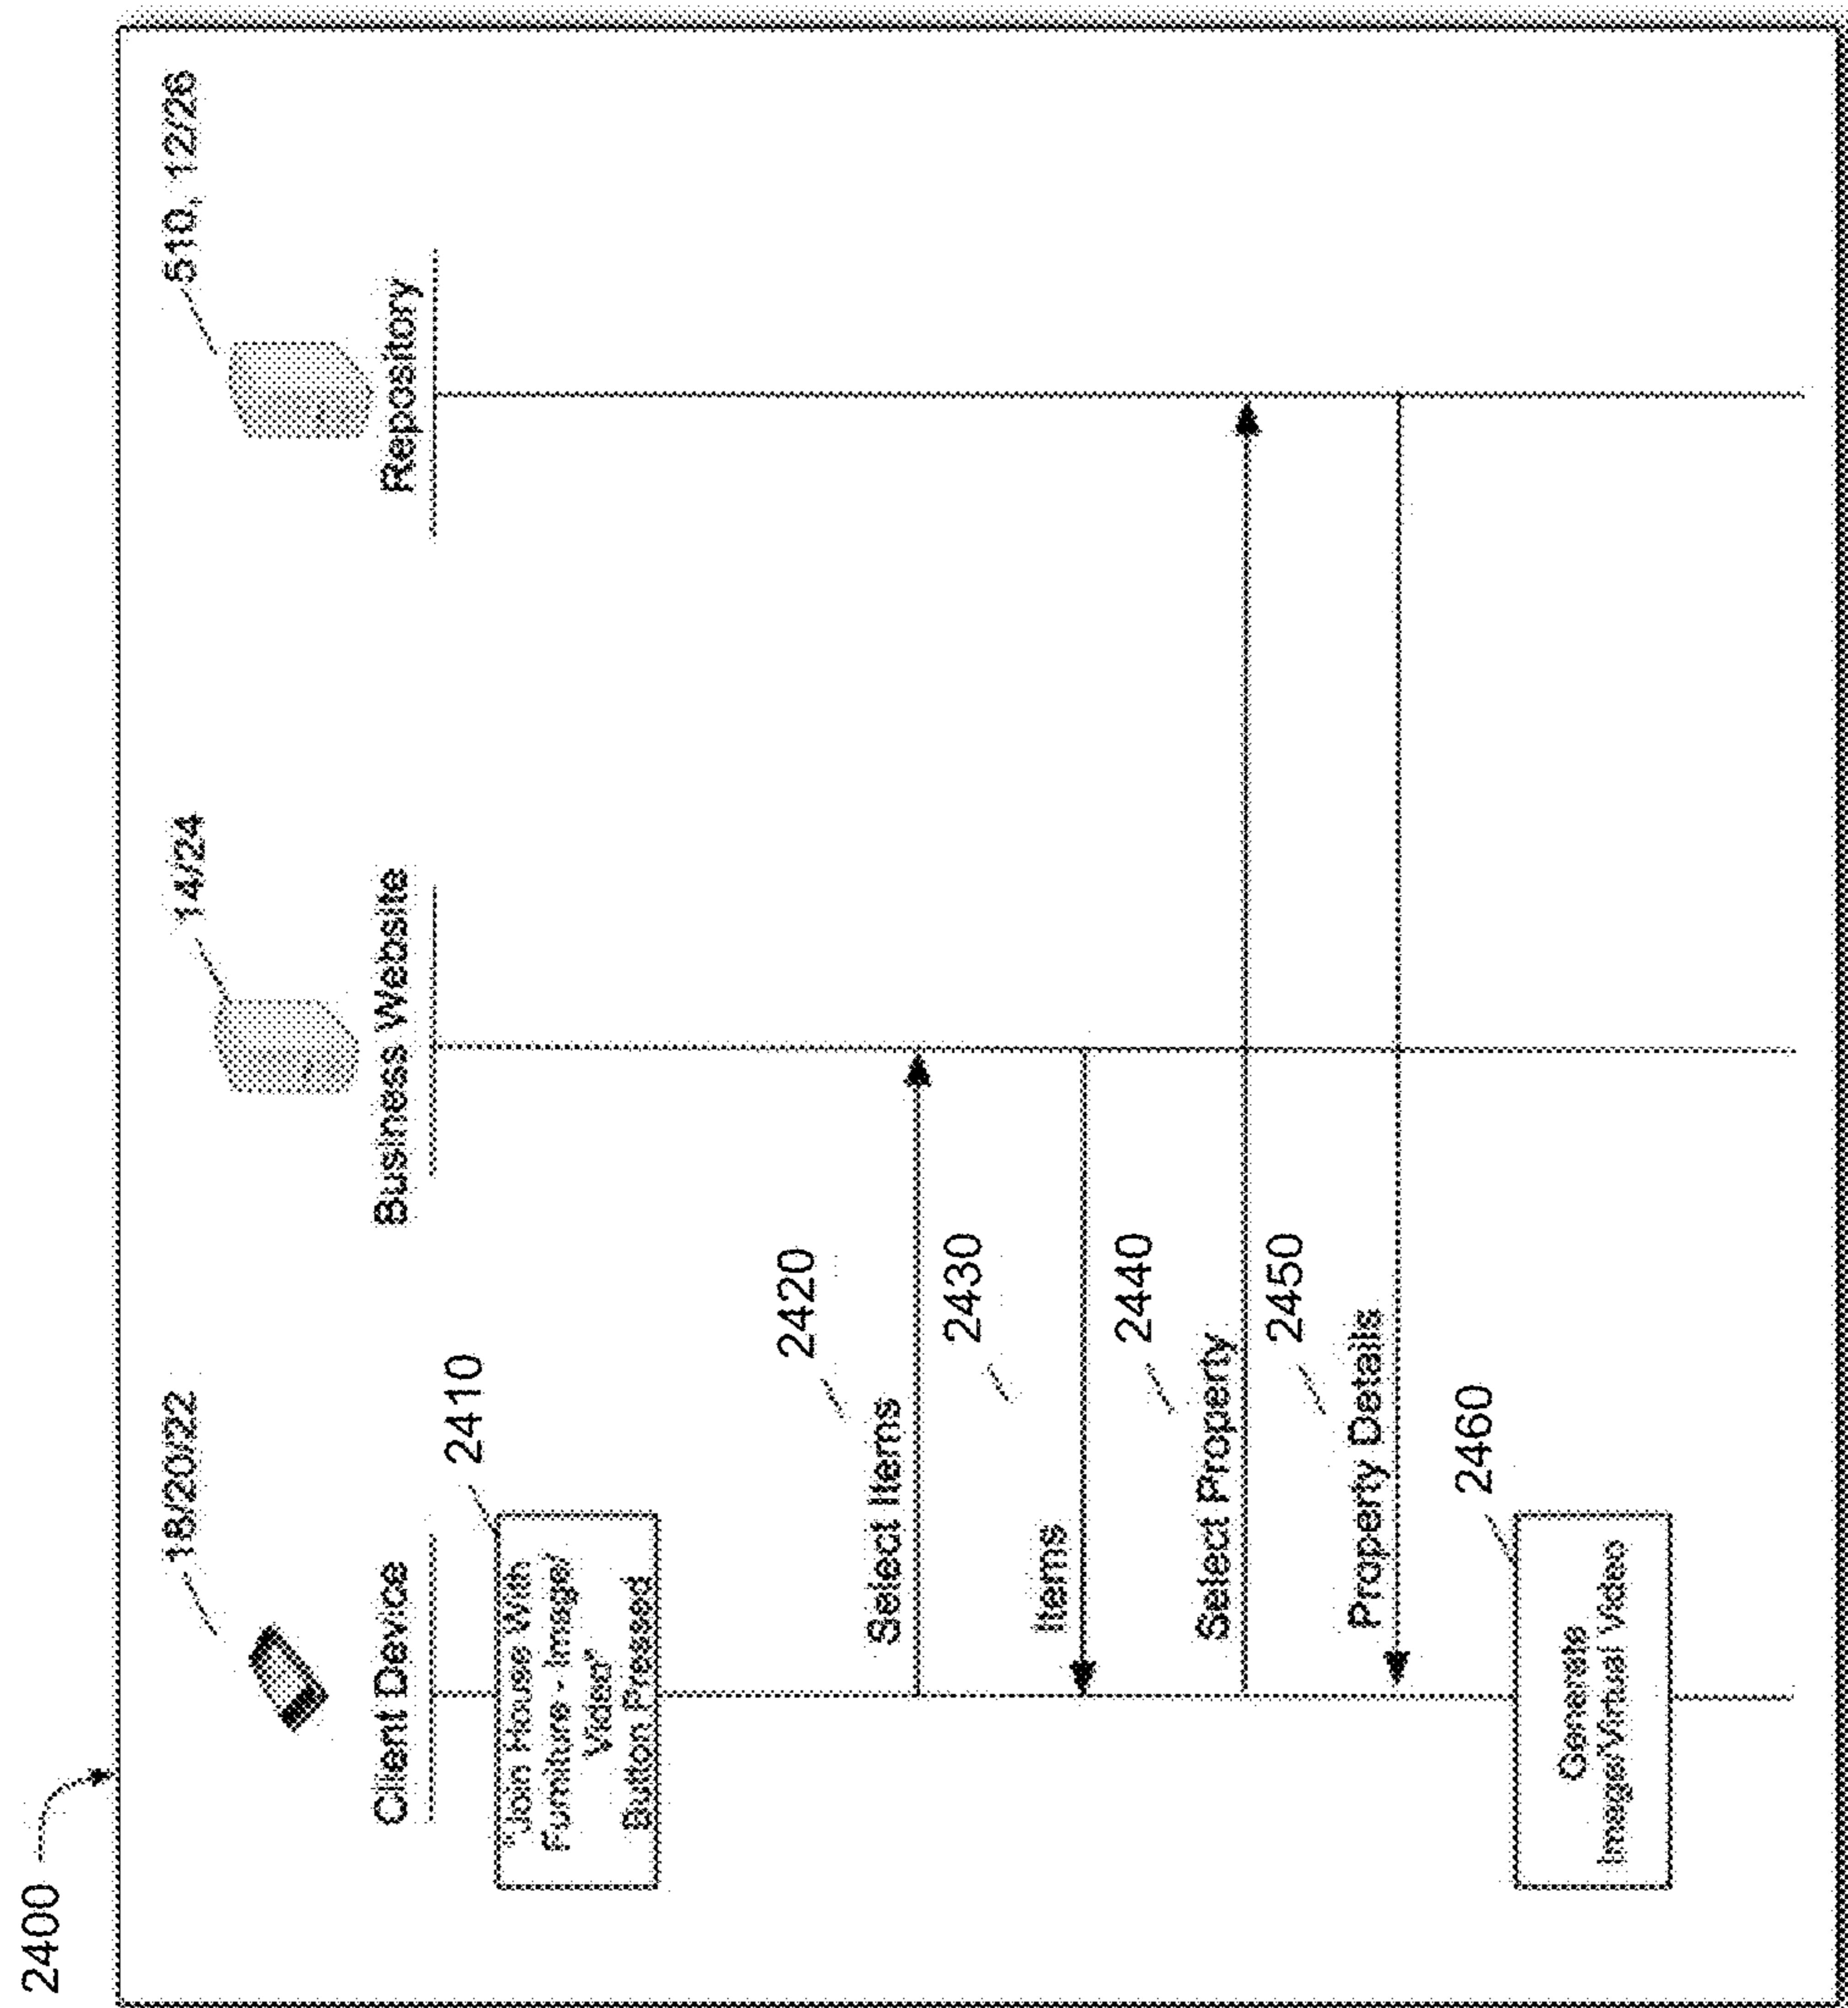 2400
18/20/22
14/24
510, 12/26
Client Device
Business Website
Repository
2410
"Join House With
Furniture - Image/
Video"
Button Pressed
2420
Select Items
2430
Items
2440
Select Property
2450
Property Details
2460
Generate
Image/Virtual Video